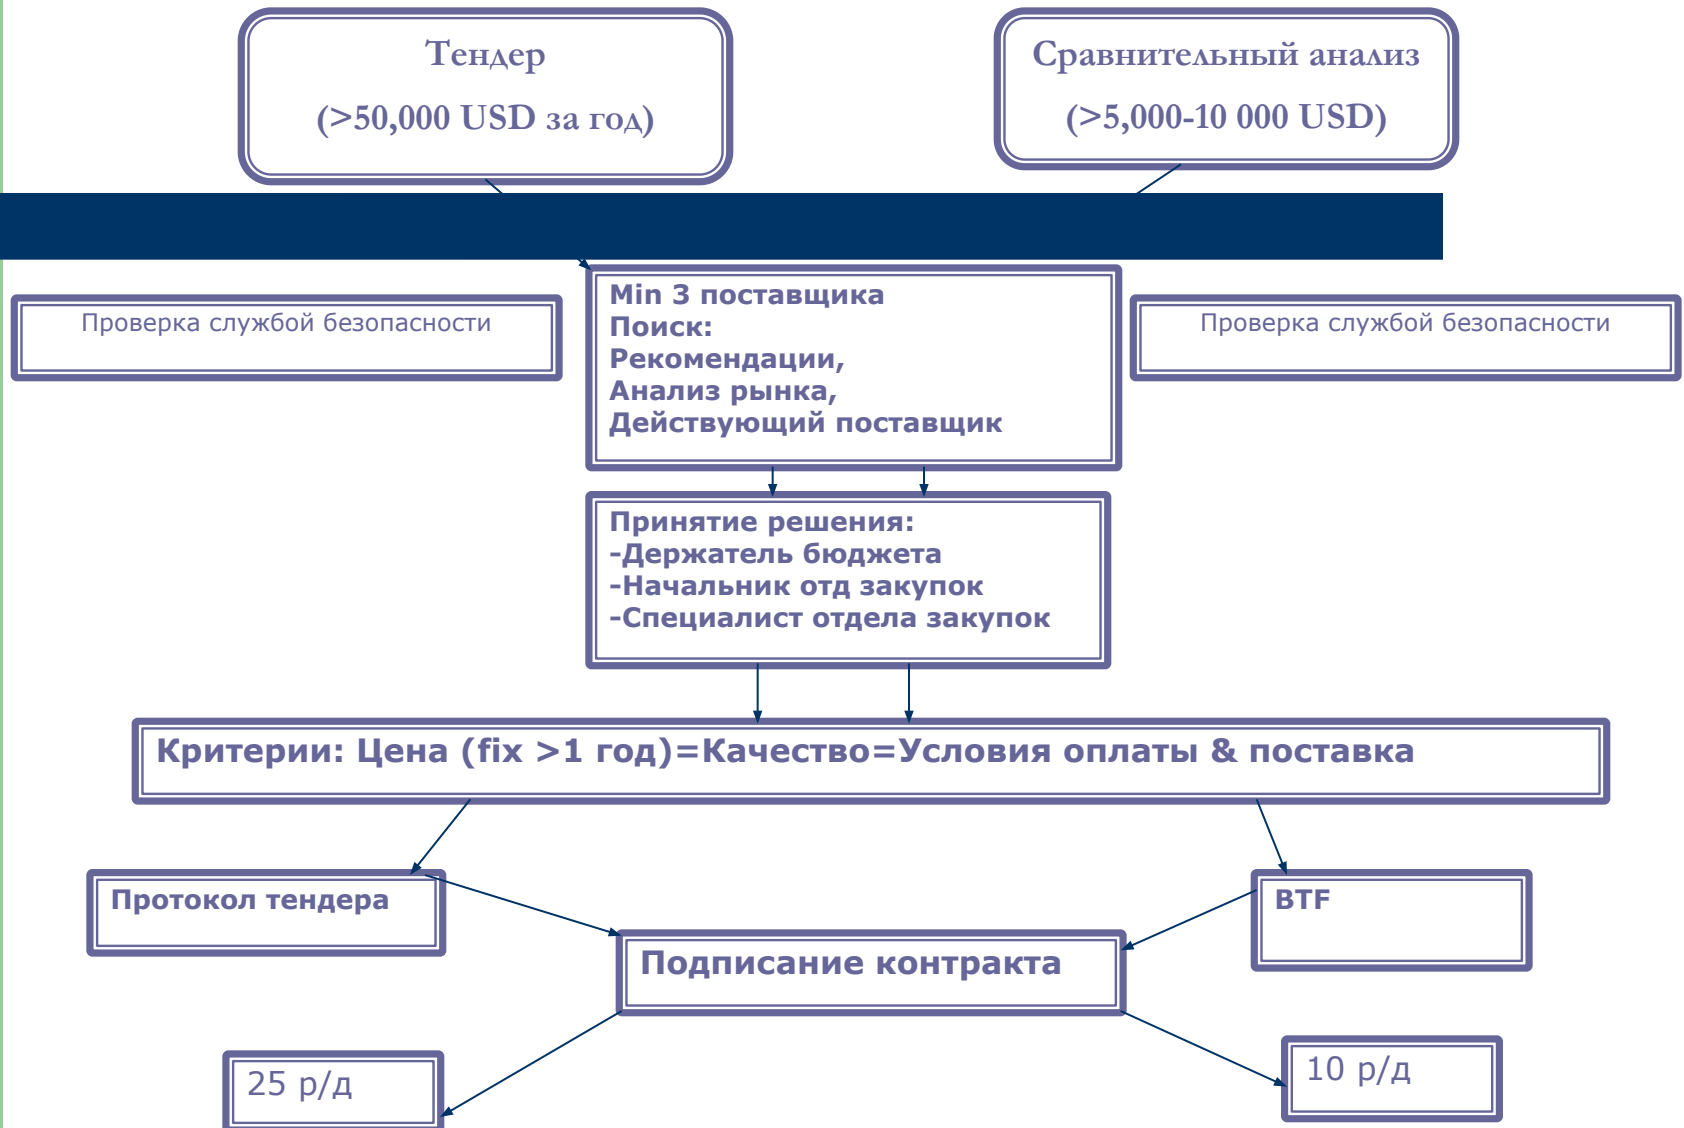 Тендер
(>50,000 USD за год)
Сравнительный анализ
(>5,000-10 000 USD)
Проверка службой безопасности
Min 3 поставщика
Поиск:
Рекомендации,
Анализ рынка,
Действующий поставщик
Проверка службой безопасности
Принятие решения:
-Держатель бюджета
-Начальник отд закупок
-Специалист отдела закупок
Критерии: Цена (fix >1 год)=Качество=Условия оплаты & поставка
Протокол тендера
BTF
Подписание контракта
25 р/д
10 р/д